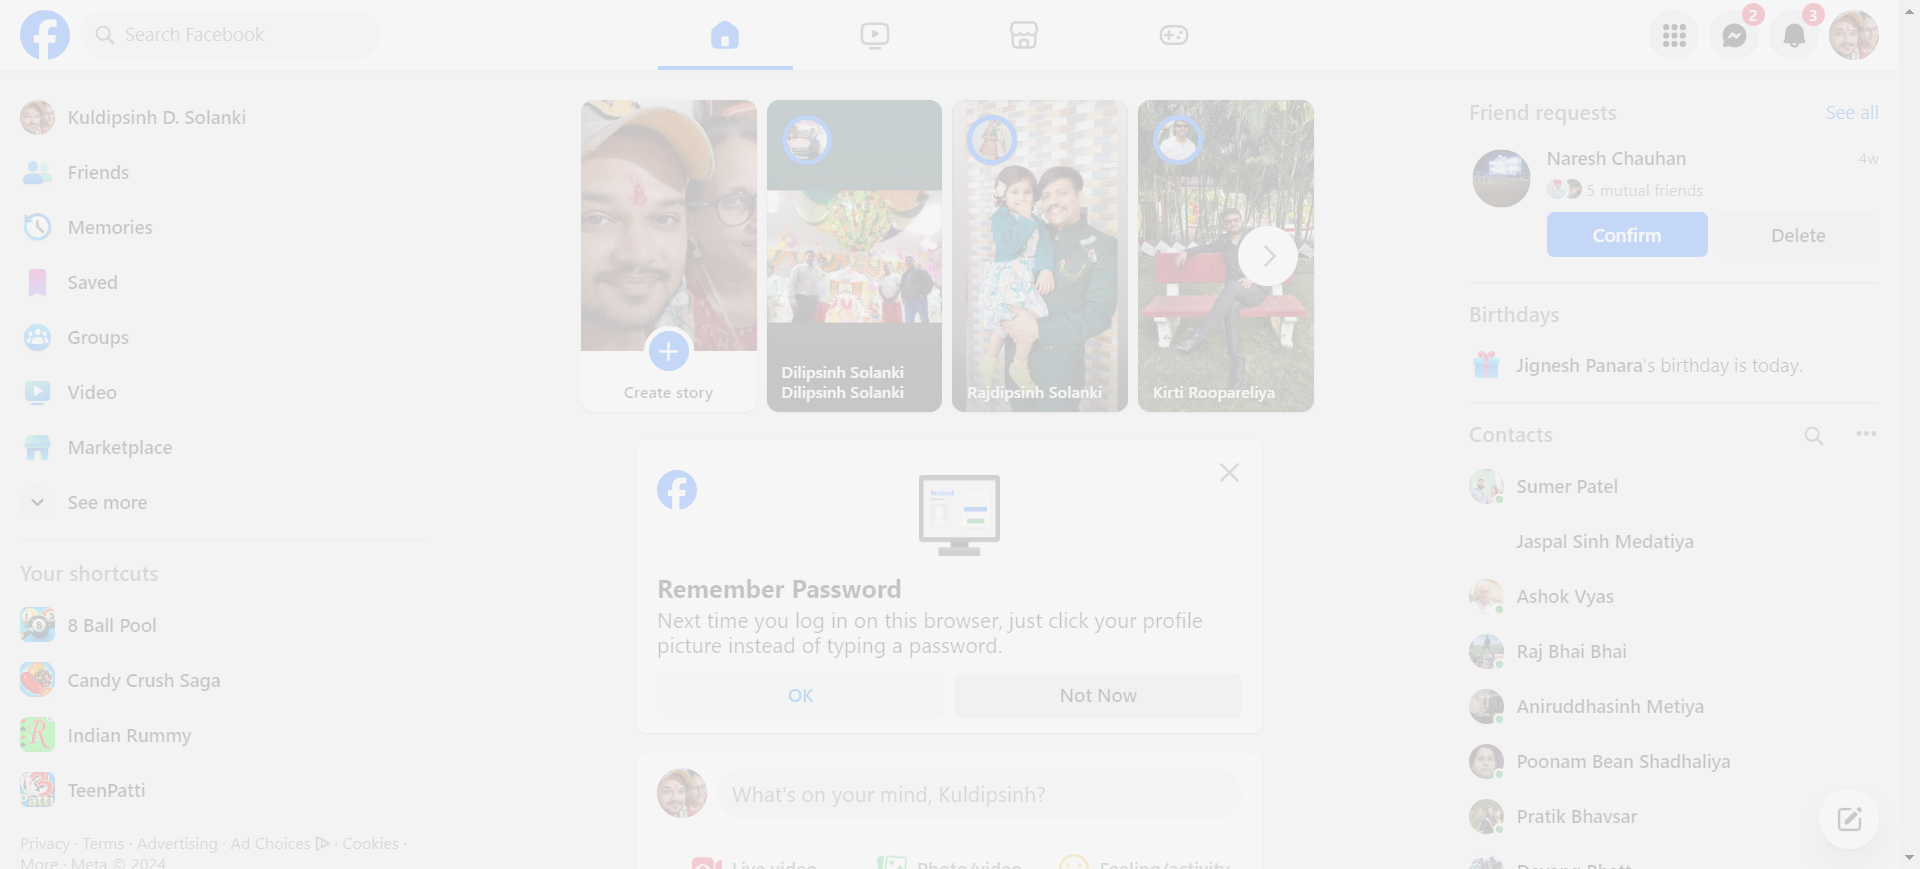 Search Facebook
2
3
Kuldipsinh D. Solanki
Friends
Memories
Saved
Groups
Video
Marketplace
See more
Your shortcuts
8 Ball Pool
Candy Crush Saga
Indian Rummy
TeenPatti
Privacy · Terms · Advertising · Ad Choices · Cookies ·
More · Meta © 2024
Create story
Dilipsinh Solanki
Dilipsinh Solanki
Rajdipsinh Solanki
Kirti Roopareliya
facebook
Remember Password
Next time you log in on this browser, just click your profile
picture instead of typing a password.
OK
Not Now
What's on your mind, Kuldipsinh?
Live video
Photo/video
Feeling/activity
Friend requests
See all
Naresh Chauhan
4w
5 mutual friends
Confirm
Delete
Birthdays
Jignesh Panara's birthday is today.
Contacts
Sumer Patel
Jaspal Sinh Medatiya
Ashok Vyas
Raj Bhai Bhai
Aniruddhasinh Metiya
Poonam Bean Shadhaliya
Pratik Bhavsar
Devang Bhatt